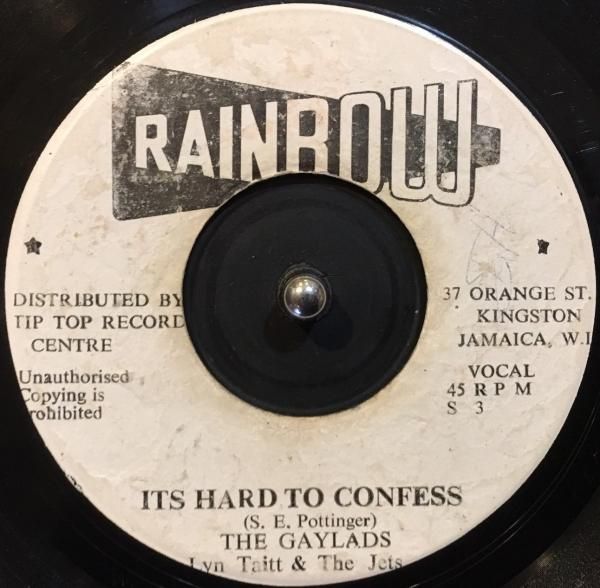 RAINBOW
DISTRIBUTED BY
TIP TOP RECORD
CENTRE
Unauthorised
Copying is
rohibited
37 ORANGE ST.
KINGSTON
JAMAICA, W.I
VOCAL
45 R P M
S 3
ITS HARD TO CONFESS
(S. E. Pottinger)
THE GAYLADS
Lyn Taitt & The Jets